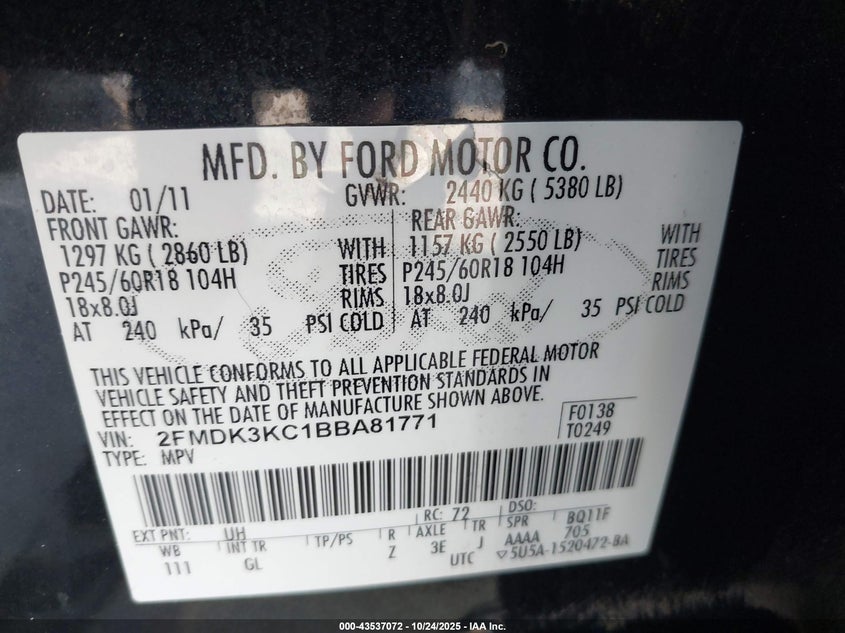 MFD. BY FORD MOTOR CO.
DATE: 01/11 GVWR: 2440 KG ( 5380 LB)
FRONT GAWR: REAR GAWR:
1297 KG ( 2860 LB) WITH 1157 KG ( 2550 LB) WITH
P245/60R18 104H TIRES P245/60R18 104H TIRES
18x8.0J RIMS 18x8.0J RIMS
AT 240 kPa/ 35 PSI COLD AT 240 kPa/ 35 PSI COLD
THIS VEHICLE CONFORMS TO ALL APPLICABLE FEDERAL MOTOR
VEHICLE SAFETY AND THEFT PREVENTION STANDARDS IN
EFFECT ON THE DATE OF MANUFACTURE SHOWN ABOVE.
VIN: 2FMDK3KC1BBA81771 F0138
TYPE: MPV T0249
RC: 72 DSO:
EXT PNT: UH BQ11F
WB INT TR TP/PS R AXLE TR SPR
111 GL Z 3E J AAAA 705
UTC ▽5U5A-1520472-BA
000-43537072 | 10/24/2025 | IAA Inc.